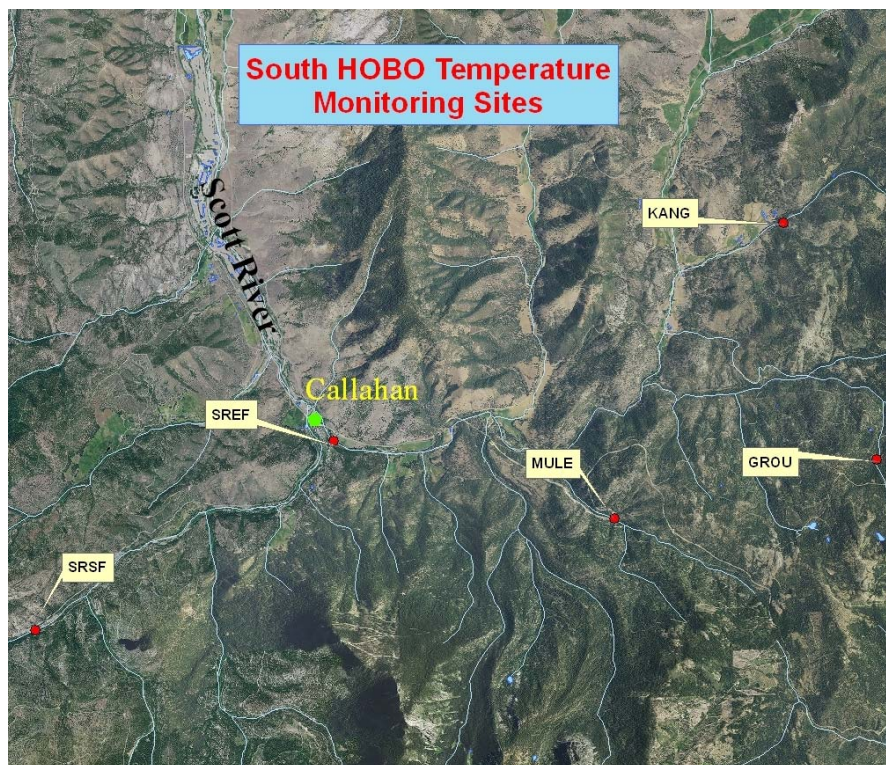 South HOBO Temperature
Monitoring Sites
Scott River
KANG
Callahan
SREF
MULE
GROU
SRSF